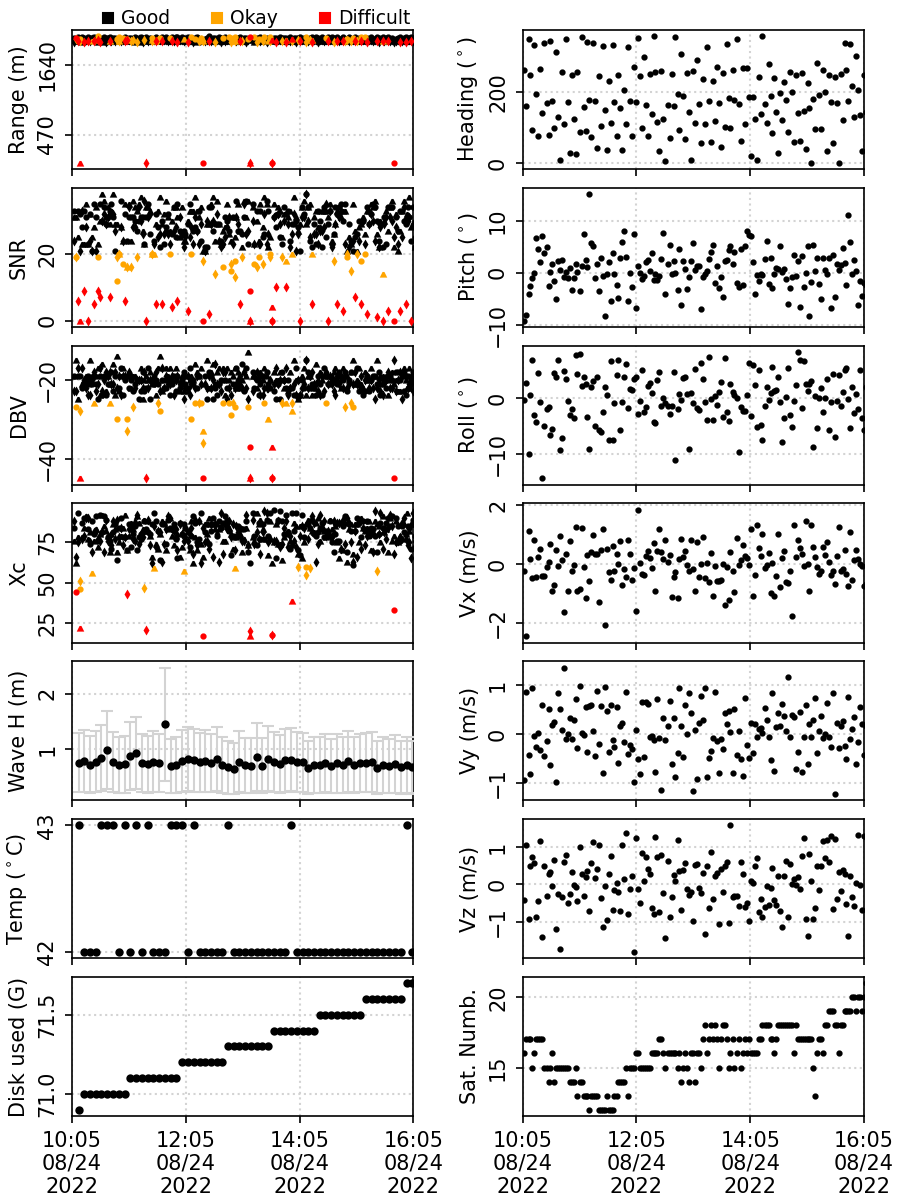 Good Okay Difficult
Range (m)
1640
470
Heading (°)
200
0
SNR
20
0
Pitch (°)
10
0
−10
DBV
−20
−40
Roll (°)
0
−10
Xc
75
50
25
Vx (m/s)
2
0
−2
Wave H (m)
2
1
Vy (m/s)
1
0
−1
Temp (°C)
43
42
Vz (m/s)
1
0
−1
Disk used (G)
71.5
71.0
Sat. Numb.
20
15
10:05 12:05 14:05 16:05
08/24 08/24 08/24 08/24
2022 2022 2022 2022
10:05 12:05 14:05 16:05
08/24 08/24 08/24 08/24
2022 2022 2022 2022